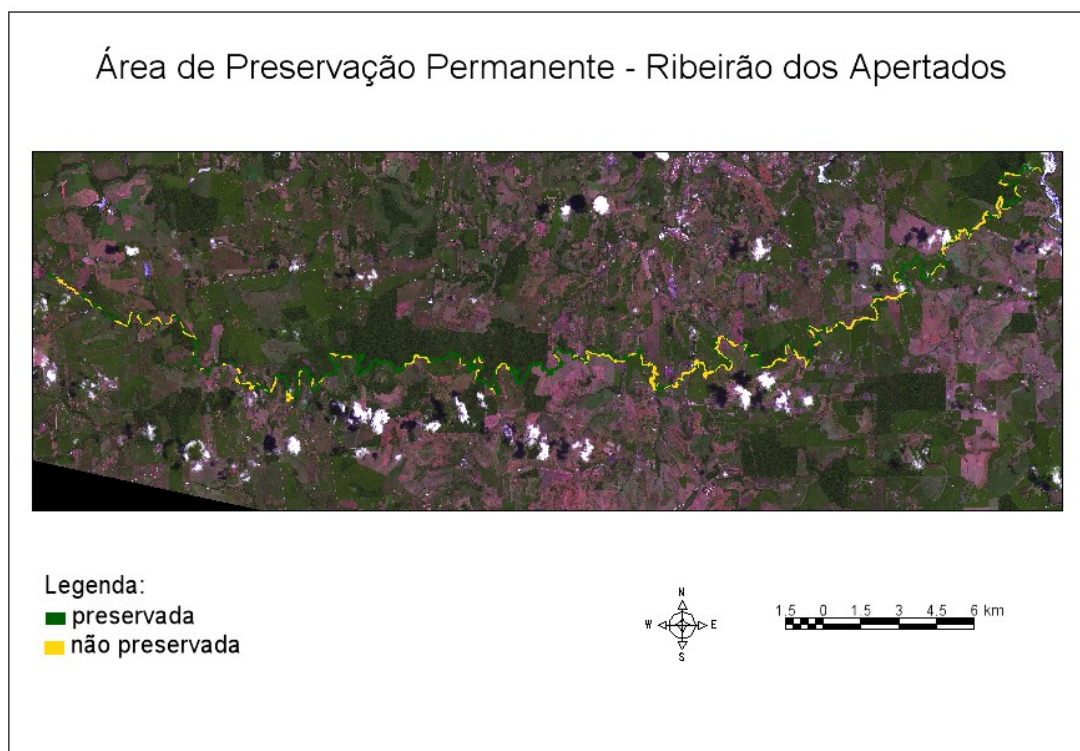 Área de Preservação Permanente - Ribeirão dos Apertados
Legenda:
preservada
não preservada
N
W E
S
1.5 0 1.5 3 4.5 6 km